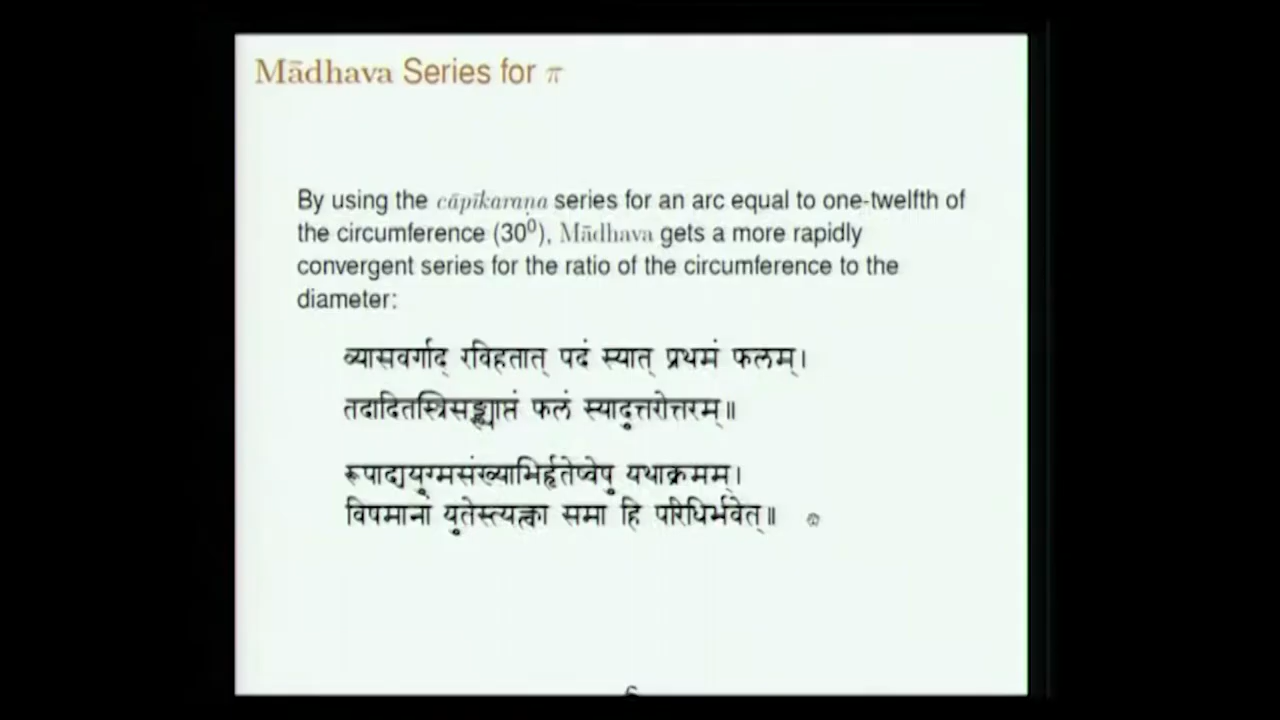 Mādhava Series for π
By using the cāpīkaraṇa series for an arc equal to one-twelfth of
the circumference (30⁰), Mādhava gets a more rapidly
convergent series for the ratio of the circumference to the
diameter:
व्यासवर्गाद् रविहतात् पदं स्यात् प्रथमं फलम्।
तदादितस्त्रिसङ्ख्याप्तं फलं स्यादुत्तरोत्तरम्॥
रूपाद्ययुग्मसंख्याभिर्हृतेष्वेषु यथाक्रमम्।
विषमानां युतेस्त्यक्त्वा समा हि परिधिर्भवेत्॥